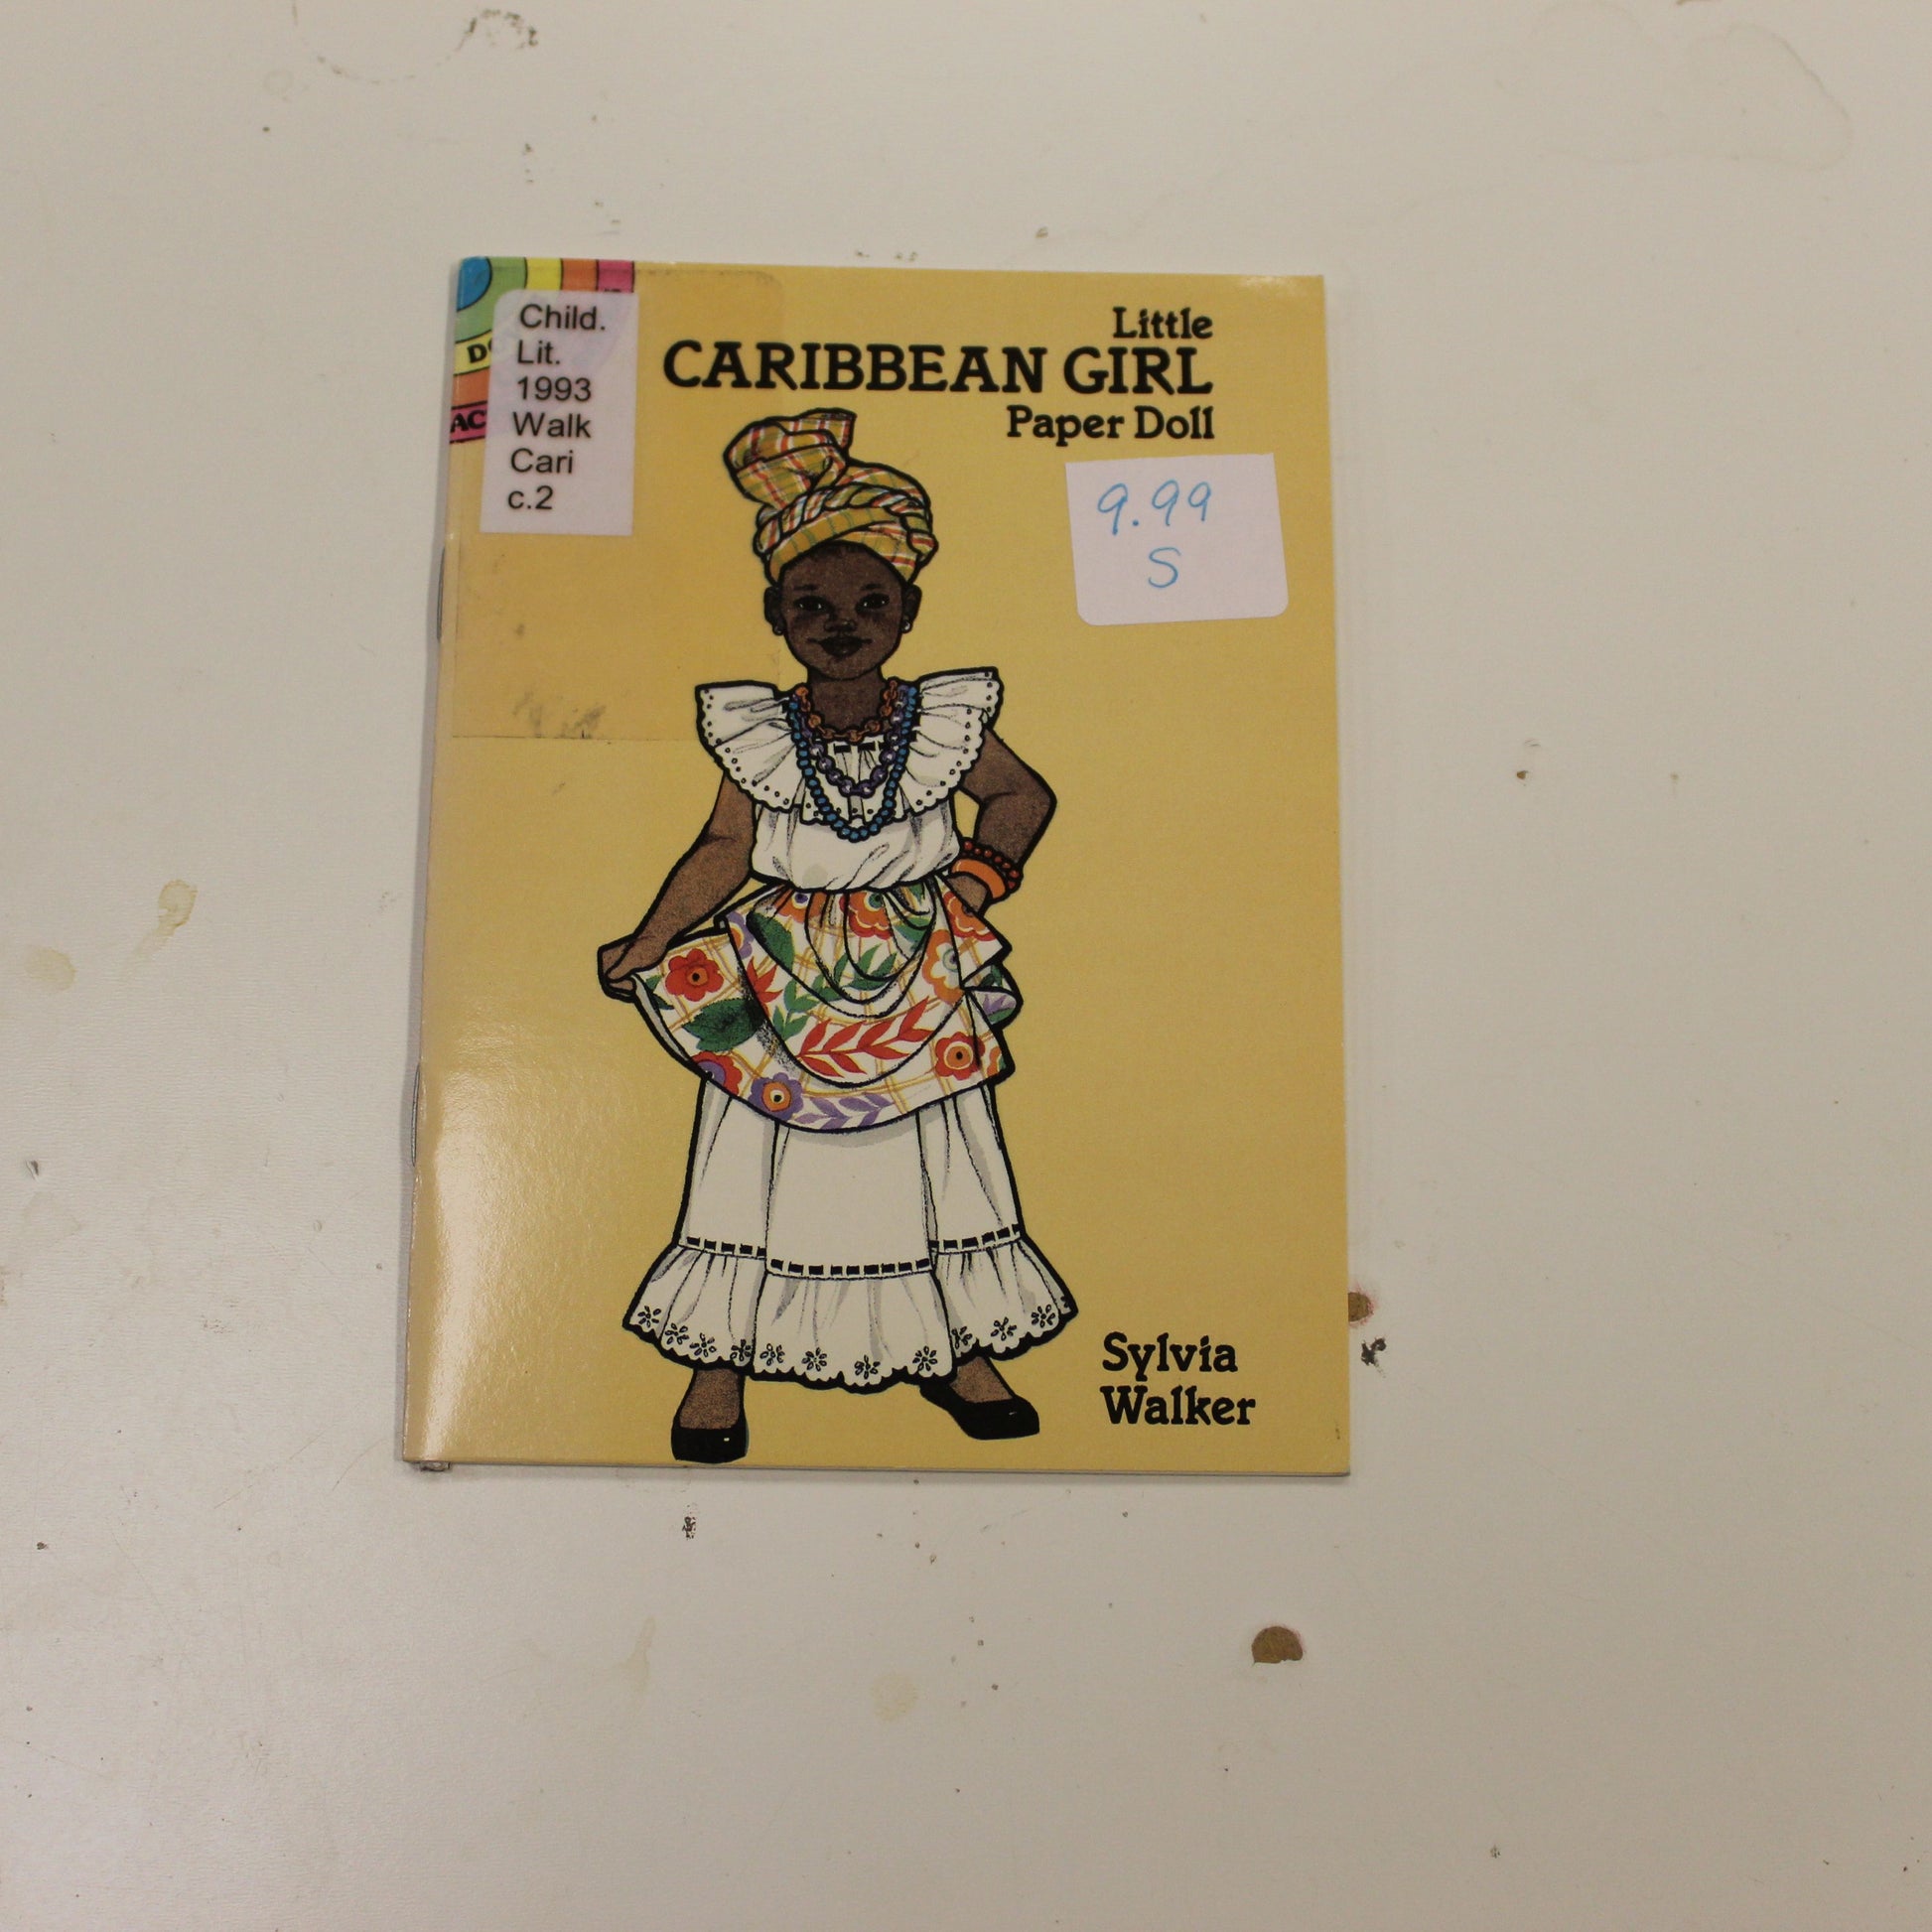 Child.
Lit.
1993
Walk
Cari
c.2
Little
CARIBBEAN GIRL
Paper Doll
9.99
S
Sylvia
Walker